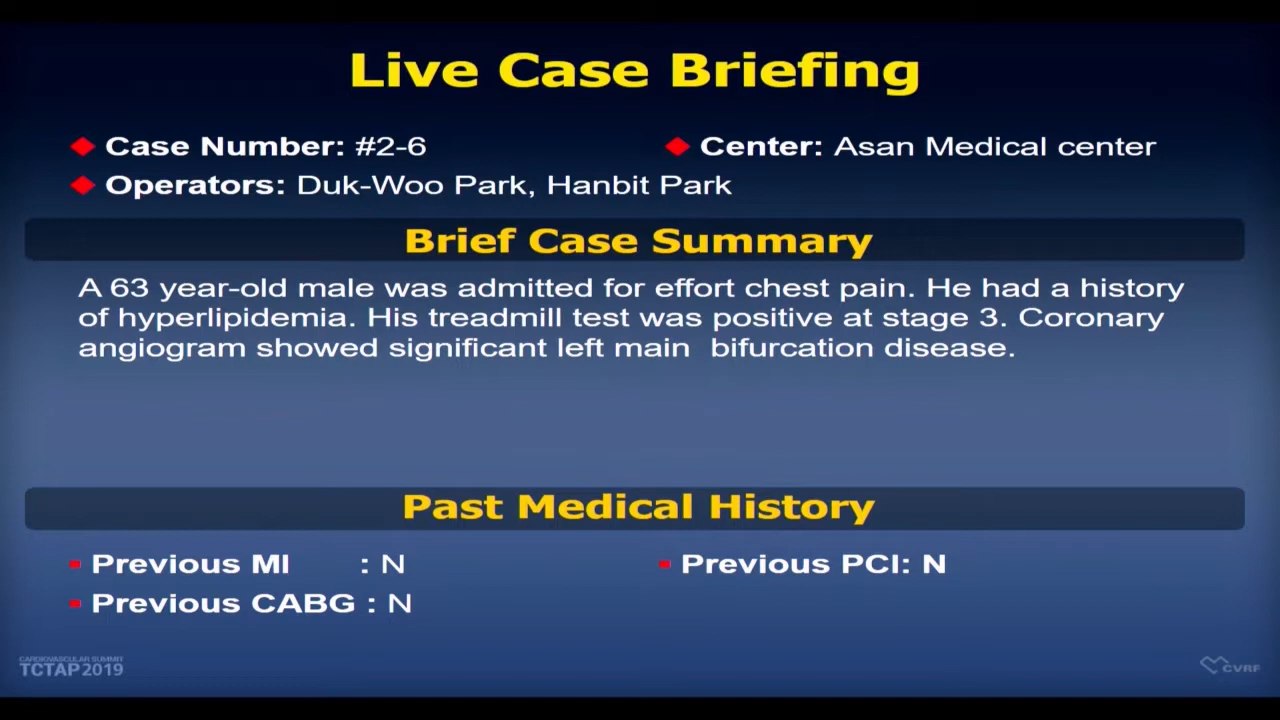 Live Case Briefing
Case Number: #2-6
Center: Asan Medical center
Operators: Duk-Woo Park, Hanbit Park
Brief Case Summary
A 63 year-old male was admitted for effort chest pain. He had a history
of hyperlipidemia. His treadmill test was positive at stage 3. Coronary
angiogram showed significant left main bifurcation disease.
Past Medical History
Previous MI : N
Previous PCI: N
Previous CABG : N
CARDIOVASCULAR SUMMIT
TCTAP2019
CVRF